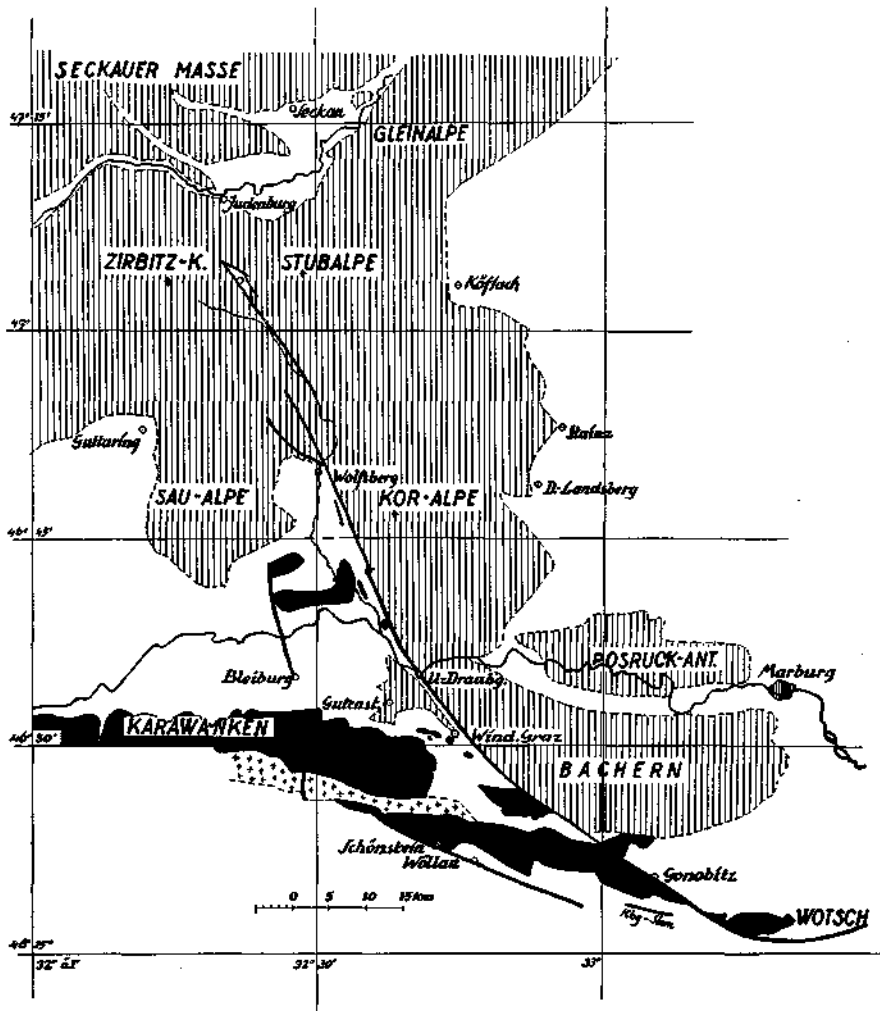 SECKAUER MASSE
Seckau
47° 15'
GLEINALPE
Judenburg
ZIRBITZ-K.
STUBALPE
Köflach
47°
Guttaring
Stainz
Wolfsberg
SAU-ALPE
KOR-ALPE
D.-Landsberg
46° 45'
POSRUCK-ANT.
Bleiburg
U-Draubg
Marburg
Gutenst.
KARAWANKEN
Wind. Graz
46° 30'
BACHERN
Schönstein
Wöllan
Gonobitz
0 5 10 15 km
WOTSCH
46° 15'
32° 30'
33°